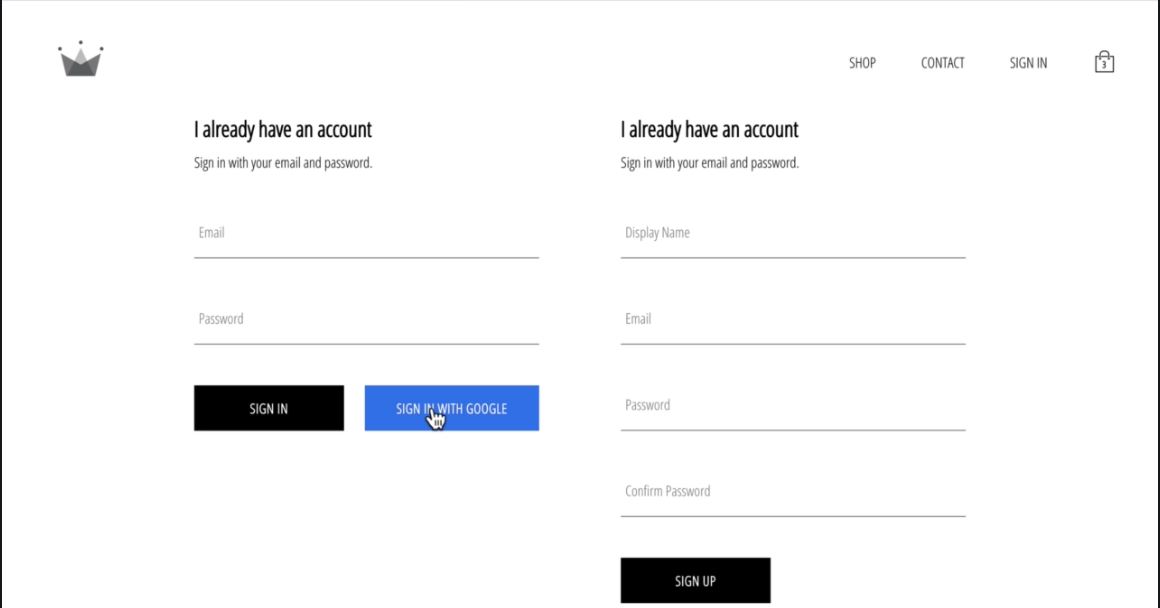 SHOP CONTACT SIGN IN 3
I already have an account
Sign in with your email and password.
Email
Password
SIGN IN SIGN IN WITH GOOGLE
I already have an account
Sign in with your email and password.
Display Name
Email
Password
Confirm Password
SIGN UP